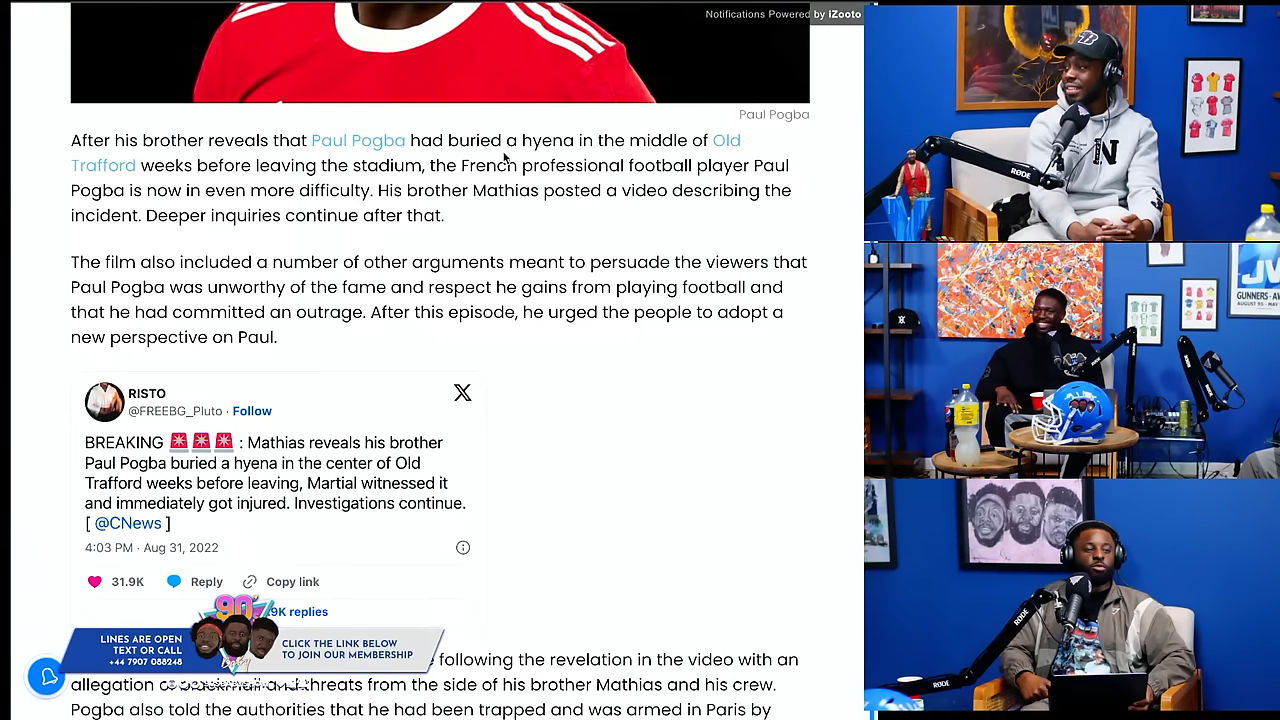 Notifications Powered by iZooto
Paul Pogba
After his brother reveals that Paul Pogba had buried a hyena in the middle of Old
Trafford weeks before leaving the stadium, the French professional football player Paul
Pogba is now in even more difficulty. His brother Mathias posted a video describing the
incident. Deeper inquiries continue after that.
The film also included a number of other arguments meant to persuade the viewers that
Paul Pogba was unworthy of the fame and respect he gains from playing football and
that he had committed an outrage. After this episode, he urged the people to adopt a
new perspective on Paul.
RISTO
@FREEBG_Pluto · Follow
BREAKING 🚨🚨🚨 : Mathias reveals his brother
Paul Pogba buried a hyena in the center of Old
Trafford weeks before leaving, Martial witnessed it
and immediately got injured. Investigations continue.
[ @CNews ]
4:03 PM · Aug 31, 2022
31.9K Reply Copy link
9K replies
LINES ARE OPEN
TEXT OR CALL
+44 7907 088248
90
CLICK THE LINK BELOW
TO JOIN OUR MEMBERSHIP
following the revelation in the video with an
allegation threats from the side of his brother Mathias and his crew.
Pogba also told the authorities that he had been trapped and was armed in Paris by
RØDE
N
GUNNERS
RØDE